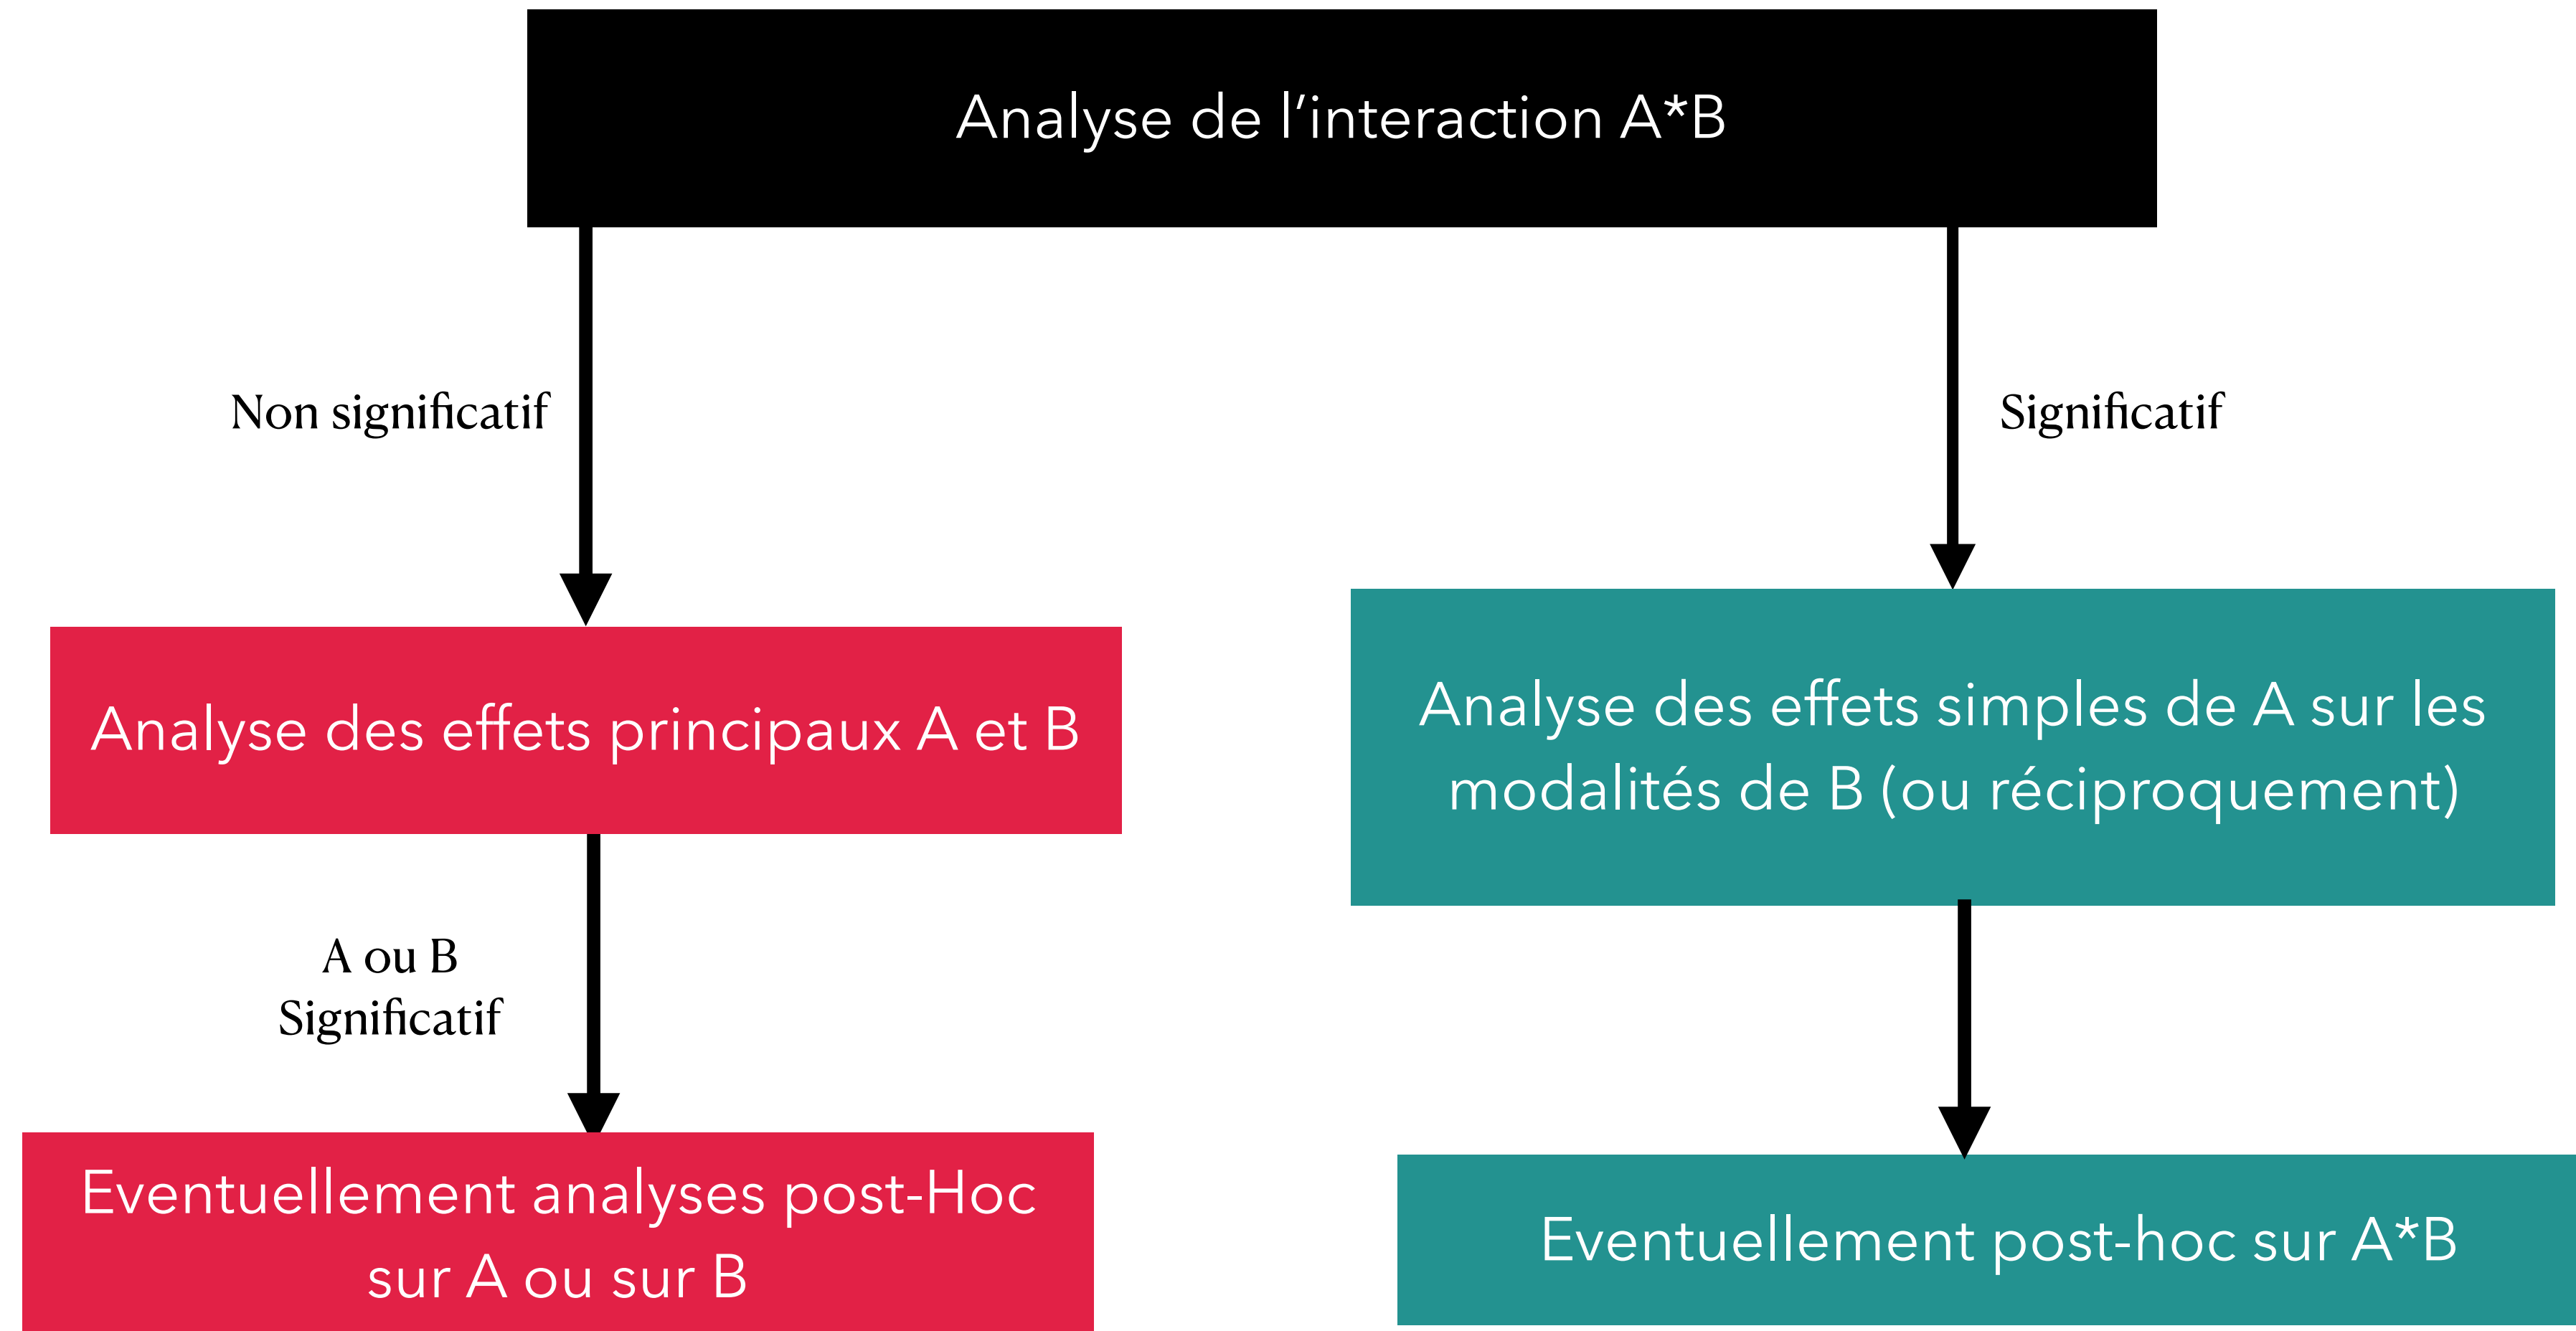 Analyse de l’interaction A*B
Non significatif
Significatif
Analyse des effets principaux A et B
Analyse des effets simples de A sur les
modalités de B (ou réciproquement)
A ou B
Significatif
Eventuellement analyses post-Hoc
sur A ou sur B
Eventuellement post-hoc sur A*B